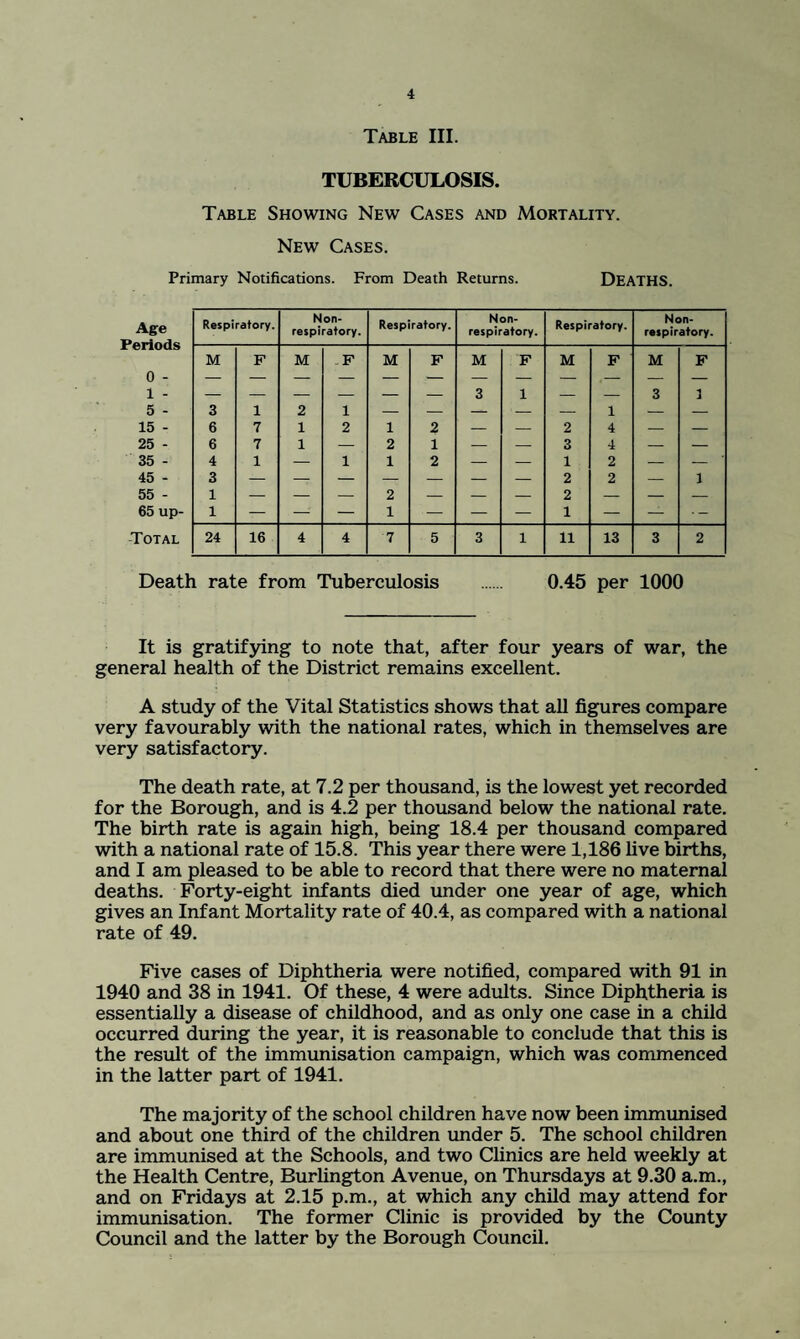 4
Table III.
TUBERCULOSIS.
Table Showing New Cases and Mortality.
New Cases.
Primary Notifications. From Death Returns. Deaths.
Age Periods | Respiratory. | Non-respiratory. | Respiratory. | Non-respiratory. | Respiratory. | Non-respiratory.
M F M F M F M F M F M F
0 - — — — — — — — — — — — —
1 - — — — — — — 3 1 — — 3 1
5 - 3 1 2 1 — — — — — 1 — —
15 - 6 7 1 2 1 2 — — 2 4 — —
25 - 6 7 1 — 2 1 — — 3 4 — —
35 - 4 1 — 1 1 2 — — 1 2 — —
45 - 3 — — — — — — — 2 2 — 1
55 - 1 — — — 2 — — — 2 — — —
65 up- 1 — — — 1 — — — 1 — — —
Total 24 16 4 4 7 5 3 1 11 13 3 2
Death rate from Tuberculosis ...... 0.45 per 1000
It is gratifying to note that, after four years of war, the
general health of the District remains excellent.
A study of the Vital Statistics shows that all figures compare
very favourably with the national rates, which in themselves are
very satisfactory.
The death rate, at 7.2 per thousand, is the lowest yet recorded
for the Borough, and is 4.2 per thousand below the national rate.
The birth rate is again high, being 18.4 per thousand compared
with a national rate of 15.8. This year there were 1,186 live births,
and I am pleased to be able to record that there were no maternal
deaths. Forty-eight infants died under one year of age, which
gives an Infant Mortality rate of 40.4, as compared with a national
rate of 49.
Five cases of Diphtheria were notified, compared with 91 in
1940 and 38 in 1941. Of these, 4 were adults. Since Diphtheria is
essentially a disease of childhood, and as only one case in a child
occurred during the year, it is reasonable to conclude that this is
the result of the immunisation campaign, which was commenced
in the latter part of 1941.
The majority of the school children have now been immunised
and about one third of the children under 5. The school children
are immunised at the Schools, and two Clinics are held weekly at
the Health Centre, Burlington Avenue, on Thursdays at 9.30 a.m.,
and on Fridays at 2.15 p.m., at which any child may attend for
immunisation. The former Clinic is provided by the County
Council and the latter by the Borough Council.